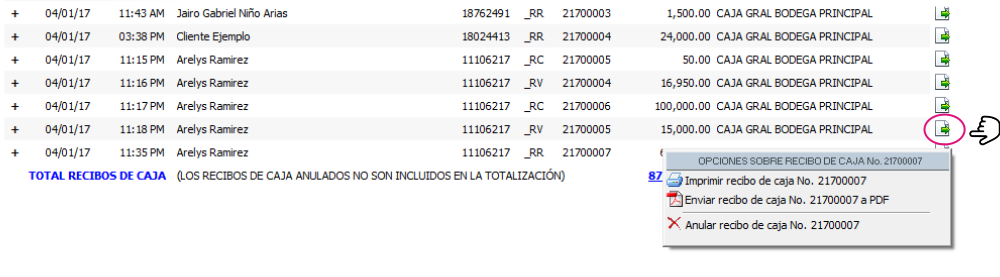 + 04/01/17 11:43 AM Jairo Gabriel Niño Arias 18762491 _RR 21700003 1,500.00 CAJA GRAL BODEGA PRINCIPAL
+ 04/01/17 03:38 PM Cliente Ejemplo 18024413 _RR 21700004 24,000.00 CAJA GRAL BODEGA PRINCIPAL
+ 04/01/17 11:15 PM Arelys Ramirez 11106217 _RC 21700005 50.00 CAJA GRAL BODEGA PRINCIPAL
+ 04/01/17 11:16 PM Arelys Ramirez 11106217 _RV 21700004 16,950.00 CAJA GRAL BODEGA PRINCIPAL
+ 04/01/17 11:17 PM Arelys Ramirez 11106217 _RC 21700006 100,000.00 CAJA GRAL BODEGA PRINCIPAL
+ 04/01/17 11:18 PM Arelys Ramirez 11106217 _RV 21700005 15,000.00 CAJA GRAL BODEGA PRINCIPAL
+ 04/01/17 11:35 PM Arelys Ramirez 11106217 _RR 21700007
TOTAL RECIBOS DE CAJA (LOS RECIBOS DE CAJA ANULADOS NO SON INCLUIDOS EN LA TOTALIZACIÓN) 87
OPCIONES SOBRE RECIBO DE CAJA No. 21700007
Imprimir recibo de caja No. 21700007
Enviar recibo de caja No. 21700007 a PDF
Anular recibo de caja No. 21700007